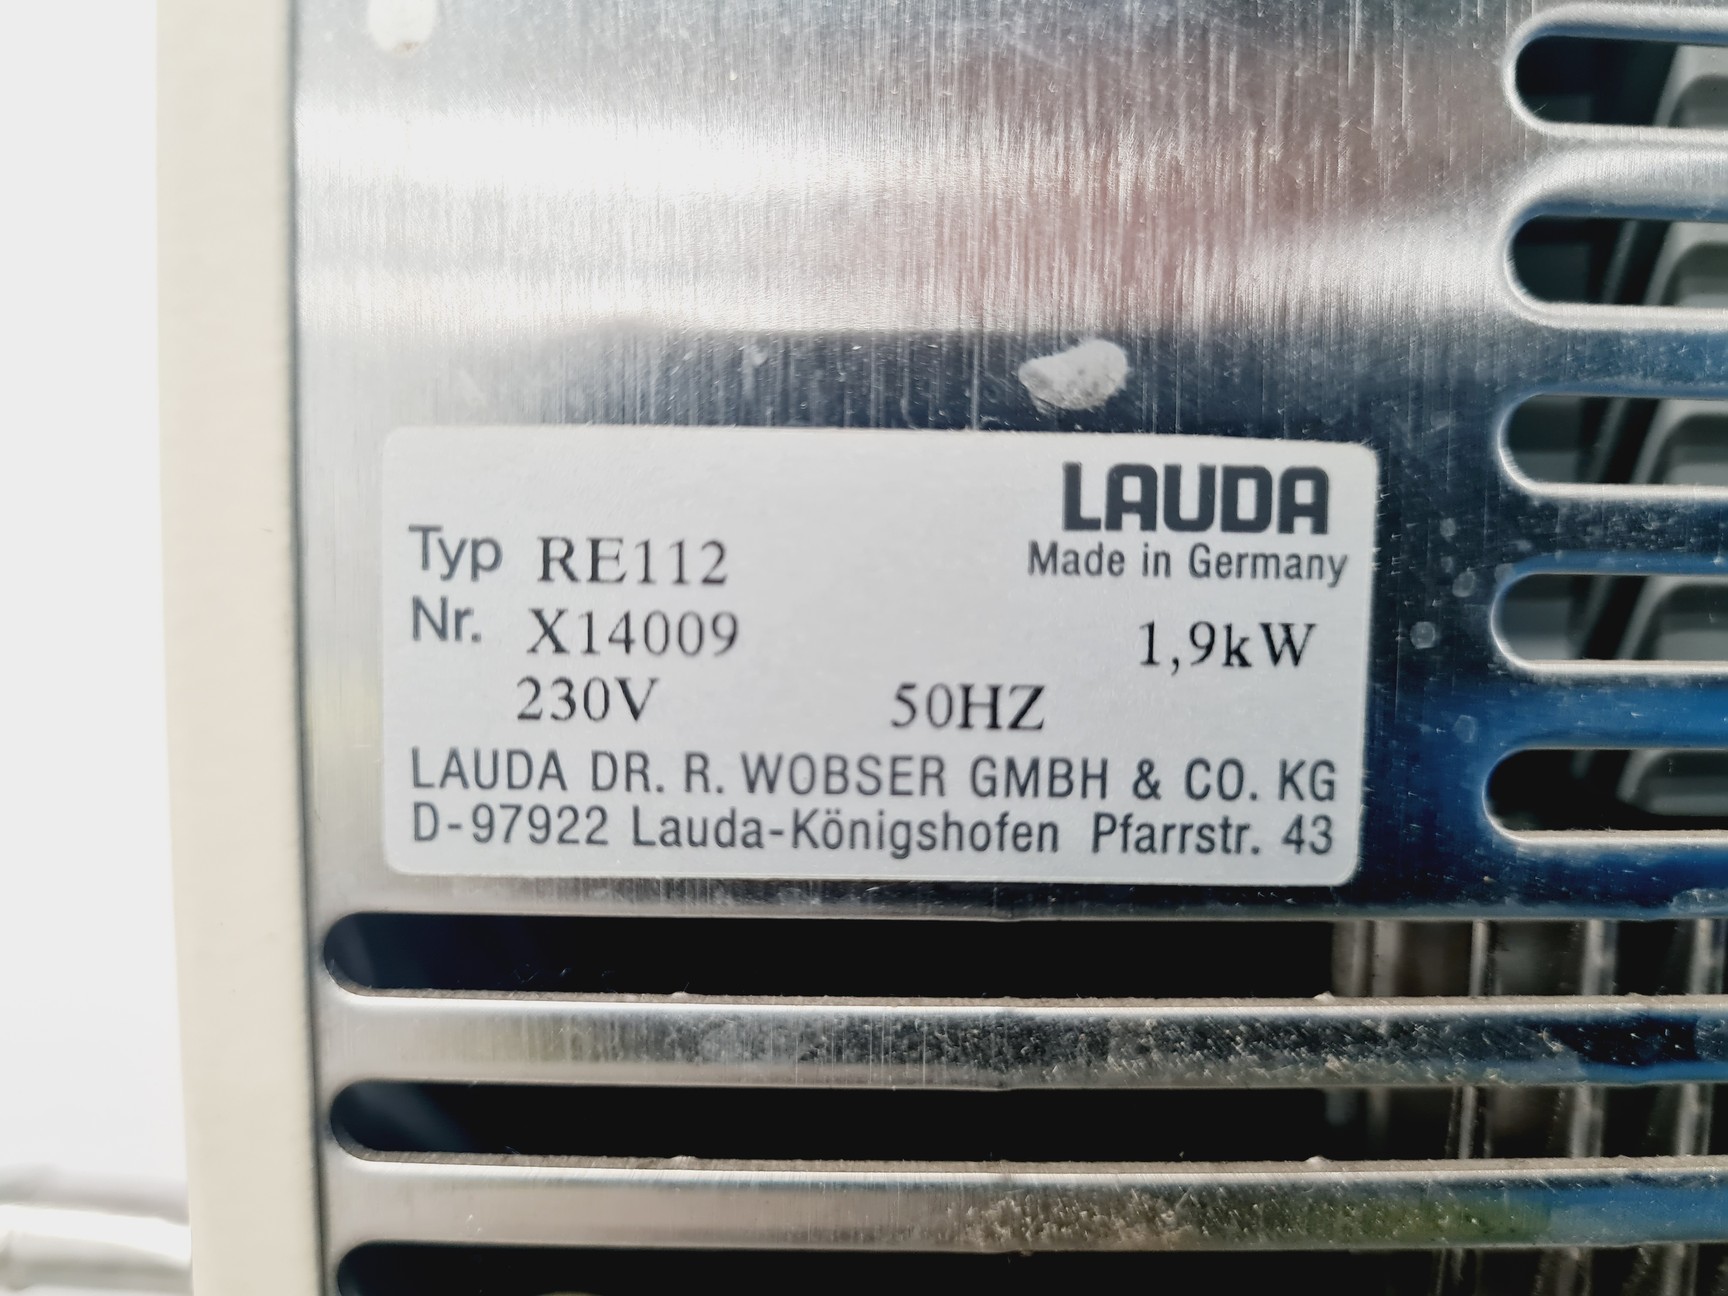 LAUDA
Typ RE112 Made in Germany
Nr. X14009 1,9kW
230V 50HZ
LAUDA DR. R. WOBSER GMBH & CO. KG
D-97922 Lauda-Königshofen Pfarrstr. 43